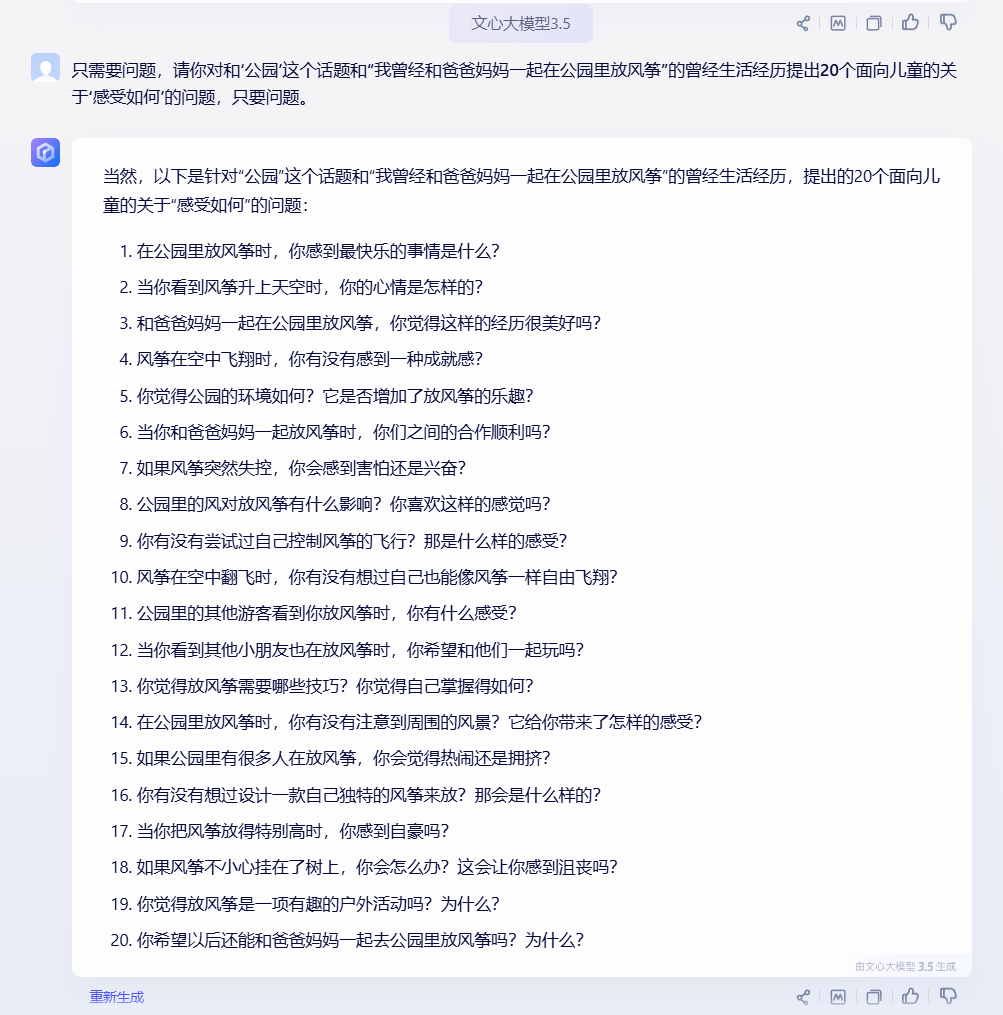 文心大模型3.5
只需要问题，请你对和‘公园’这个话题和“我曾经和爸爸妈妈一起在公园里放风筝”的曾经生活经历提出20个面向儿童的关
于‘感受如何’的问题，只要问题。
当然，以下是针对“公园”这个话题和“我曾经和爸爸妈妈一起在公园里放风筝”的曾经生活经历，提出的20个面向儿
童的关于“感受如何”的问题：
1. 在公园里放风筝时，你感到最快乐的事情是什么？
2. 当你看到风筝升上天空时，你的心情是怎样的？
3. 和爸爸妈妈一起在公园里放风筝，你觉得这样的经历很美好吗？
4. 风筝在空中飞翔时，你有没有感到一种成就感？
5. 你觉得公园的环境如何？它是否增加了放风筝的乐趣？
6. 当你和爸爸妈妈一起放风筝时，你们之间的合作顺利吗？
7. 如果风筝突然失控，你会感到害怕还是兴奋？
8. 公园里的风对放风筝有什么影响？你喜欢这样的感觉吗？
9. 你有没有尝试过自己控制风筝的飞行？那是什么样的感受？
10. 风筝在空中翻飞时，你有没有想过自己也能像风筝一样自由飞翔？
11. 公园里的其他游客看到你放风筝时，你有什么感受？
12. 当你看到其他小朋友也在放风筝时，你希望和他们一起玩吗？
13. 你觉得放风筝需要哪些技巧？你觉得自己掌握得如何？
14. 在公园里放风筝时，你有没有注意到周围的风景？它给你带来了怎样的感受？
15. 如果公园里有很多人在放风筝，你会觉得热闹还是拥挤？
16. 你有没有想过设计一款自己独特的风筝来放？那会是什么样的？
17. 当你把风筝放得特别高时，你感到自豪吗？
18. 如果风筝不小心挂在了树上，你会怎么办？这会让你感到沮丧吗？
19. 你觉得放风筝是一项有趣的户外活动吗？为什么？
20. 你希望以后还能和爸爸妈妈一起去公园里放风筝吗？为什么？
由文心大模型 3.5 生成
重新生成